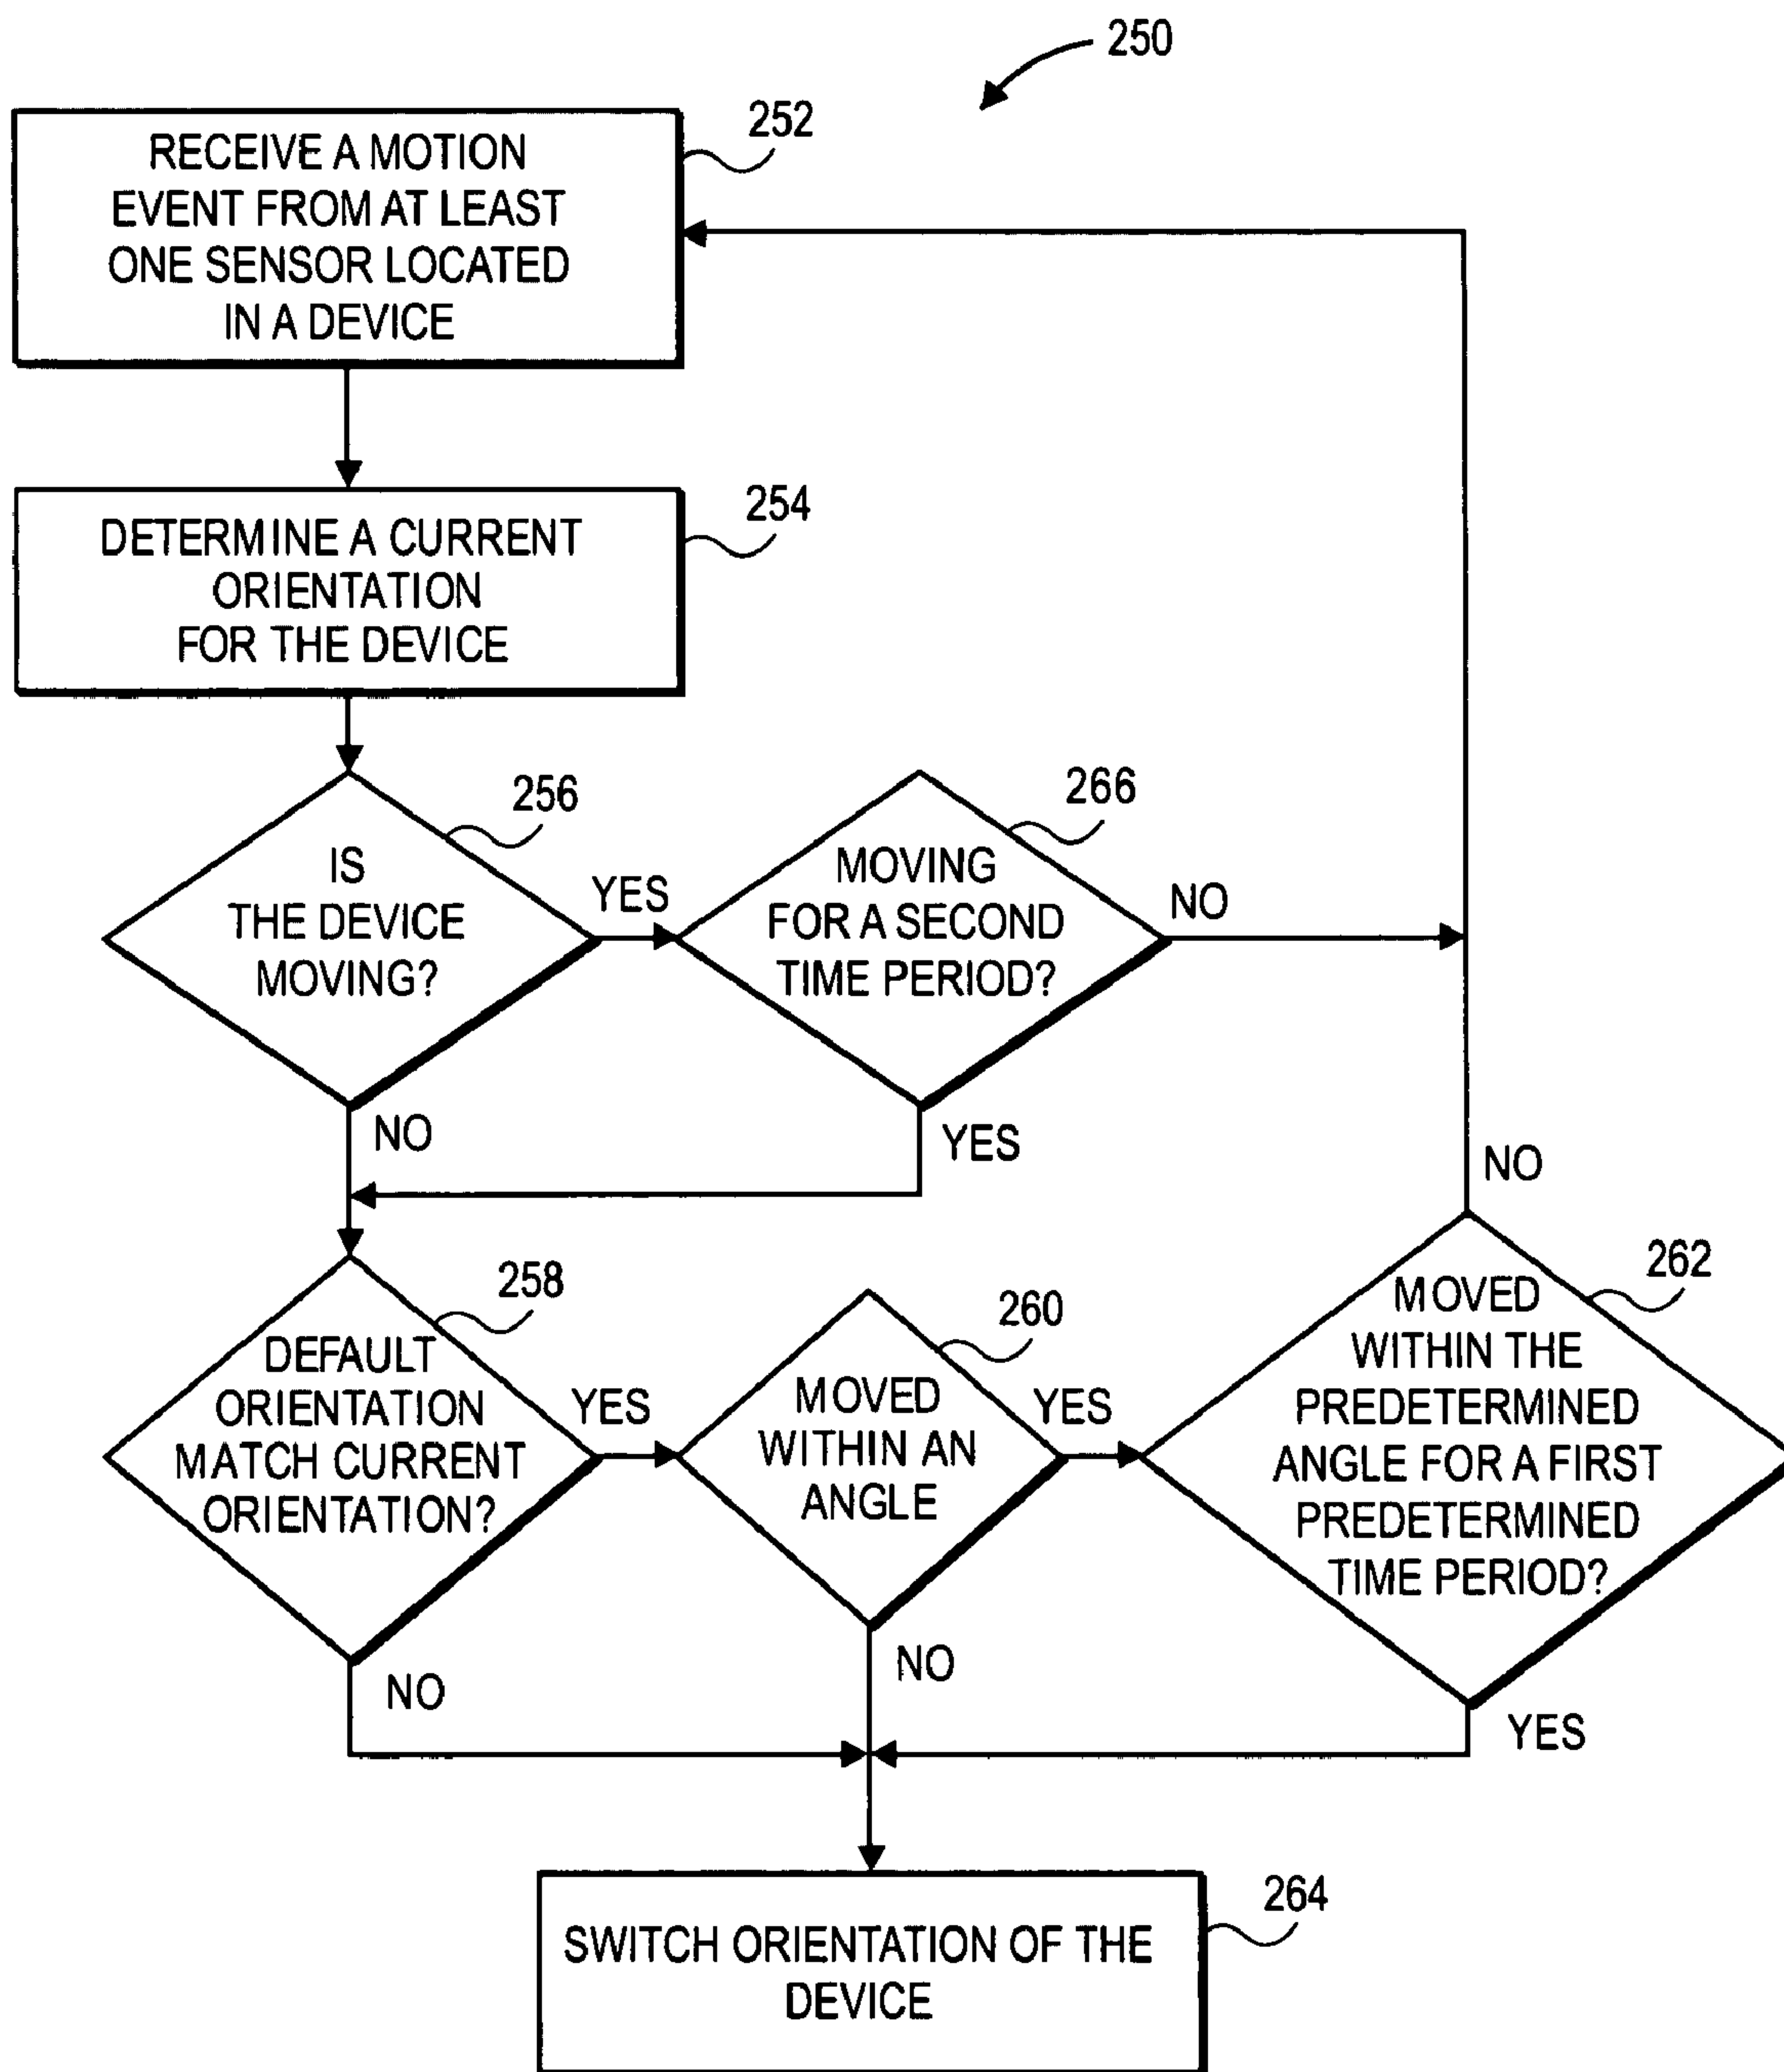 250
252
RECEIVE A MOTION
EVENT FROM AT LEAST
ONE SENSOR LOCATED
IN A DEVICE
254
DETERMINE A CURRENT
ORIENTATION
FOR THE DEVICE
256
IS
THE DEVICE
MOVING?
YES
NO
266
MOVING
FOR A SECOND
TIME PERIOD?
NO
YES
258
DEFAULT
ORIENTATION
MATCH CURRENT
ORIENTATION?
YES
NO
260
MOVED
WITHIN AN
ANGLE
YES
NO
262
MOVED
WITHIN THE
PREDETERMINED
ANGLE FOR A FIRST
PREDETERMINED
TIME PERIOD?
NO
YES
264
SWITCH ORIENTATION OF THE
DEVICE